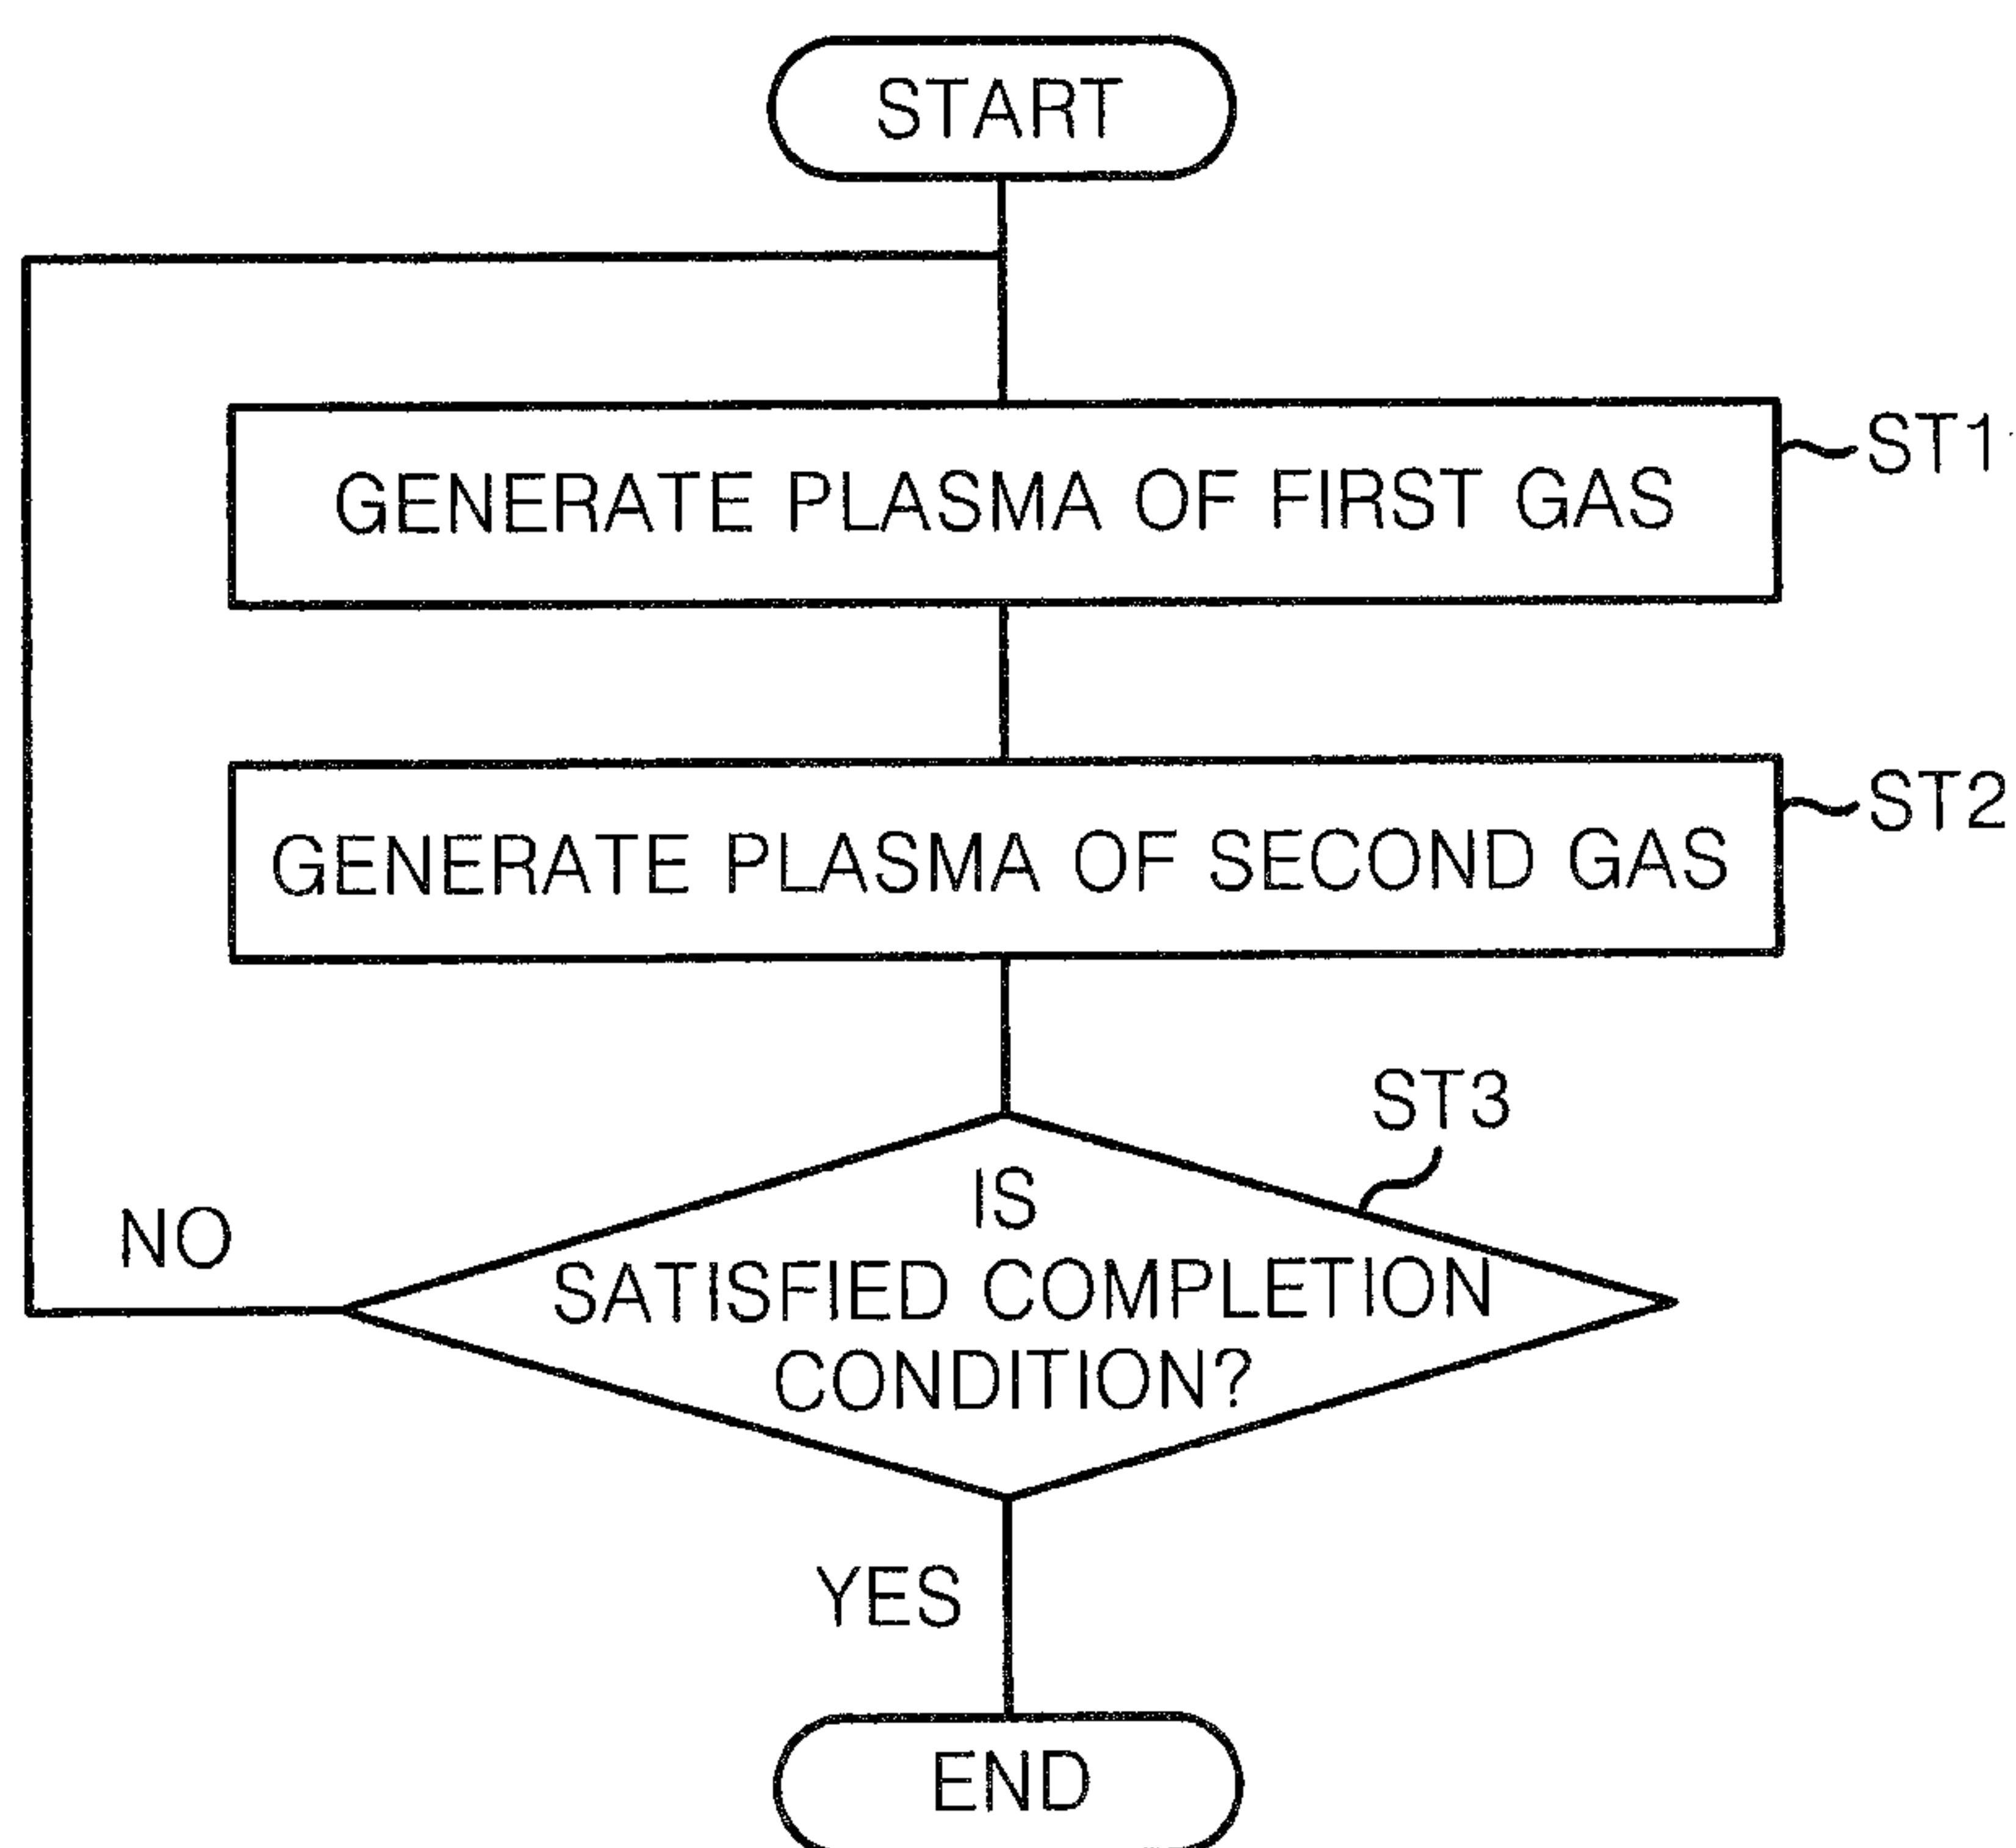 START
GENERATE PLASMA OF FIRST GAS
ST1
GENERATE PLASMA OF SECOND GAS
ST2
ST3
IS
SATISFIED COMPLETION
CONDITION?
NO
YES
END